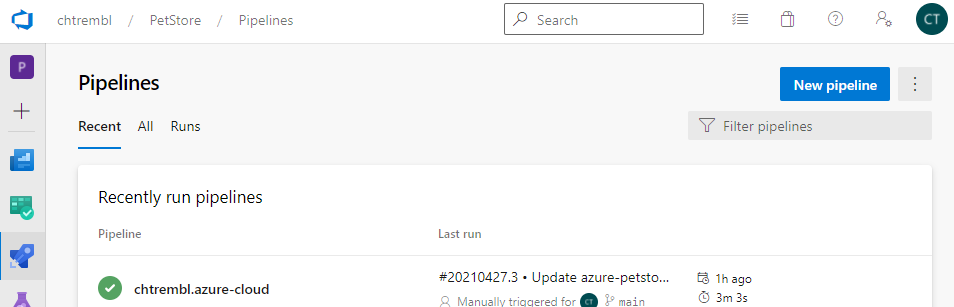 chtrembl / PetStore / Pipelines
Search
CT
P
Pipelines
New pipeline
Recent All Runs
Filter pipelines
Recently run pipelines
Pipeline Last run
#20210427.3 • Update azure-petsto... 1h ago
chtrembl.azure-cloud
Manually triggered for CT main 3m 3s